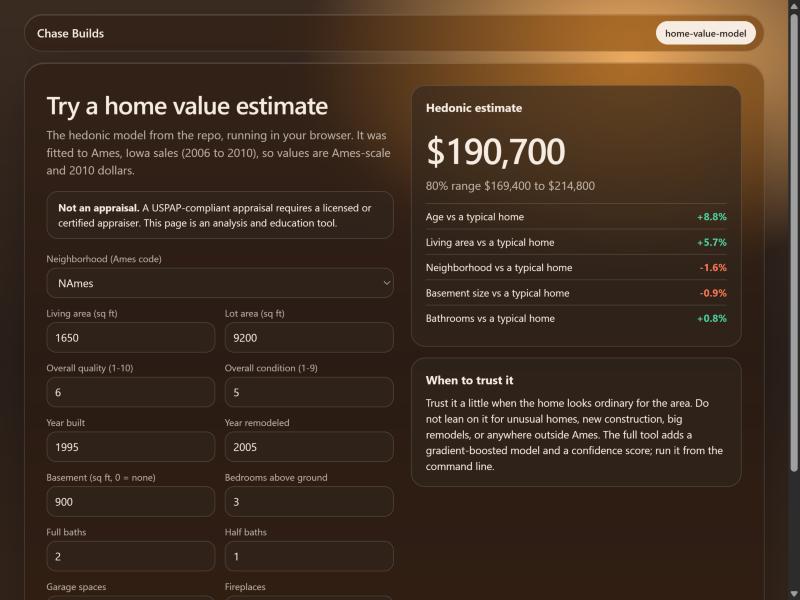 Chase Builds
home-value-model
Try a home value estimate
The hedonic model from the repo, running in your browser. It was
fitted to Ames, Iowa sales (2006 to 2010), so values are Ames-scale
and 2010 dollars.
Not an appraisal. A USPAP-compliant appraisal requires a licensed or
certified appraiser. This page is an analysis and education tool.
Neighborhood (Ames code)
NAmes
Living area (sq ft)
Lot area (sq ft)
1650
9200
Overall quality (1-10)
Overall condition (1-9)
6
5
Year built
Year remodeled
1995
2005
Basement (sq ft, 0 = none)
Bedrooms above ground
900
3
Full baths
Half baths
2
1
Garage spaces
Fireplaces
Hedonic estimate
$190,700
80% range $169,400 to $214,800
Age vs a typical home +8.8%
Living area vs a typical home +5.7%
Neighborhood vs a typical home -1.6%
Basement size vs a typical home -0.9%
Bathrooms vs a typical home +0.8%
When to trust it
Trust it a little when the home looks ordinary for the area. Do
not lean on it for unusual homes, new construction, big
remodels, or anywhere outside Ames. The full tool adds a
gradient-boosted model and a confidence score; run it from the
command line.